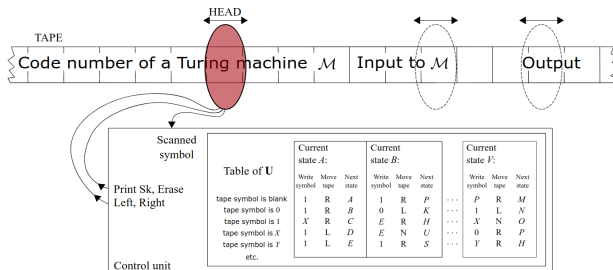 HEAD
TAPE
Code number of a Turing machine ℳ Input to ℳ Output
Scanned
symbol
Print Sk, Erase
Left, Right
Control unit
Table of U
Current state A: Current state B: Current state V:
Write symbol Move tape Next state Write symbol Move tape Next state Write symbol Move tape Next state
tape symbol is blank 1 R A 1 R P ... P R M
tape symbol is 0 1 R B 0 L K ... 1 L N
tape symbol is 1 X R C E R H ... X N O
tape symbol is X 1 L D E N U ... 0 R P
tape symbol is Y 1 L E 1 R S ... Y R H
etc.